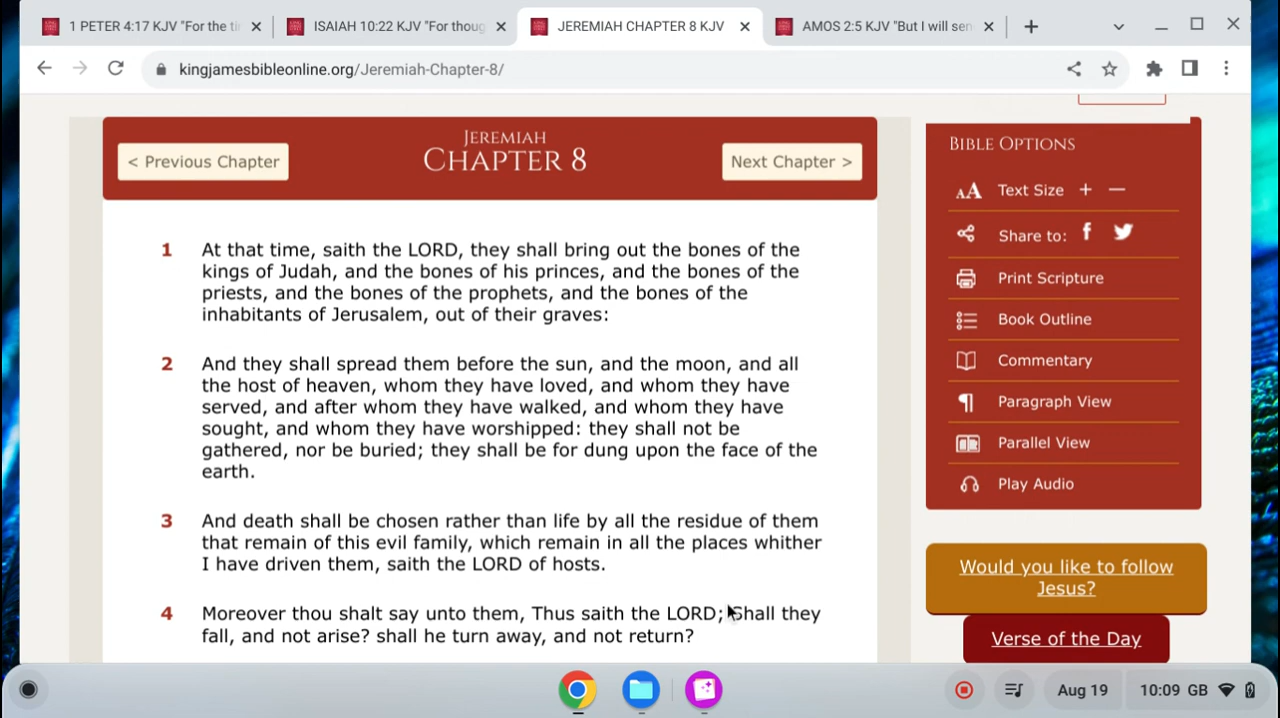 1 PETER 4:17 KJV "For the ti
ISAIAH 10:22 KJV "For thoug
JEREMIAH CHAPTER 8 KJV
AMOS 2:5 KJV "But I will sen
kingjamesbibleonline.org/Jeremiah-Chapter-8/
< Previous Chapter
JEREMIAH
CHAPTER 8
Next Chapter >
1 At that time, saith the LORD, they shall bring out the bones of the
kings of Judah, and the bones of his princes, and the bones of the
priests, and the bones of the prophets, and the bones of the
inhabitants of Jerusalem, out of their graves:
2 And they shall spread them before the sun, and the moon, and all
the host of heaven, whom they have loved, and whom they have
served, and after whom they have walked, and whom they have
sought, and whom they have worshipped: they shall not be
gathered, nor be buried; they shall be for dung upon the face of the
earth.
3 And death shall be chosen rather than life by all the residue of them
that remain of this evil family, which remain in all the places whither
I have driven them, saith the LORD of hosts.
4 Moreover thou shalt say unto them, Thus saith the LORD; Shall they
fall, and not arise? shall he turn away, and not return?
BIBLE OPTIONS
AA Text Size + −
Share to: f
Print Scripture
Book Outline
Commentary
¶ Paragraph View
Parallel View
Play Audio
Would you like to follow
Jesus?
Verse of the Day
Aug 19
10:09 GB